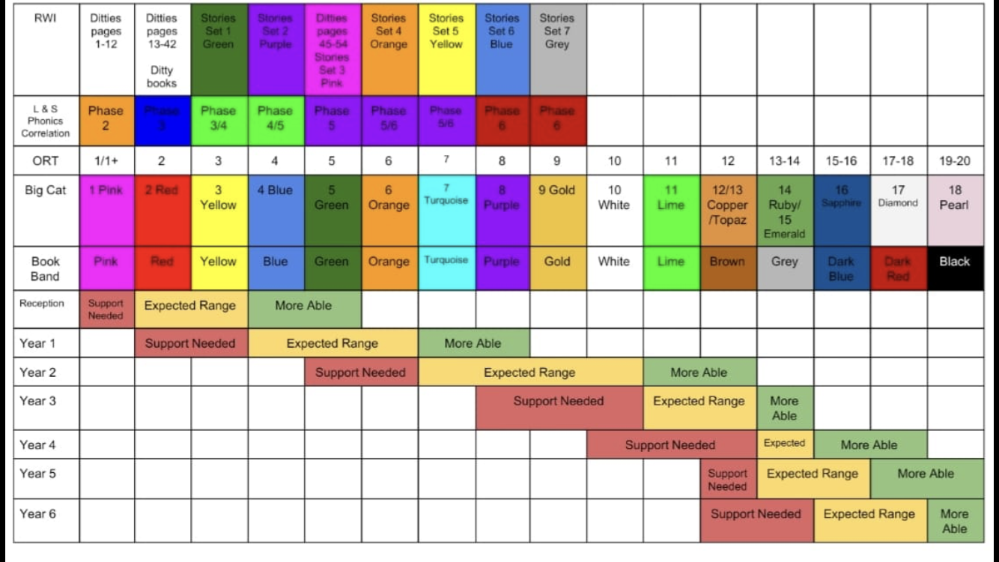 RWI
Ditties pages 1-12
Ditties pages 13-42 Ditty books
Stories Set 1 Green
Stories Set 2 Purple
Ditties pages 45-54 Stories Set 3 Pink
Stories Set 4 Orange
Stories Set 5 Yellow
Stories Set 6 Blue
Stories Set 7 Grey
L & S Phonics Correlation
Phase 2
Phase 3
Phase 3/4
Phase 4/5
Phase 5
Phase 5/6
Phase 5/6
Phase 6
Phase 6
ORT
1/1+
2
3
4
5
6
7
8
9
10
11
12
13-14
15-16
17-18
19-20
Big Cat
1 Pink
2 Red
3 Yellow
4 Blue
5 Green
6 Orange
7 Turquoise
8 Purple
9 Gold
10 White
11 Lime
12/13 Copper /Topaz
14 Ruby/ 15 Emerald
16 Sapphire
17 Diamond
18 Pearl
Book Band
Pink
Red
Yellow
Blue
Green
Orange
Turquoise
Purple
Gold
White
Lime
Brown
Grey
Dark Blue
Dark Red
Black
Reception
Support Needed
Expected Range
More Able
Year 1
Support Needed
Expected Range
More Able
Year 2
Support Needed
Expected Range
More Able
Year 3
Support Needed
Expected Range
More Able
Year 4
Support Needed
Expected
More Able
Year 5
Support Needed
Expected Range
More Able
Year 6
Support Needed
Expected Range
More Able